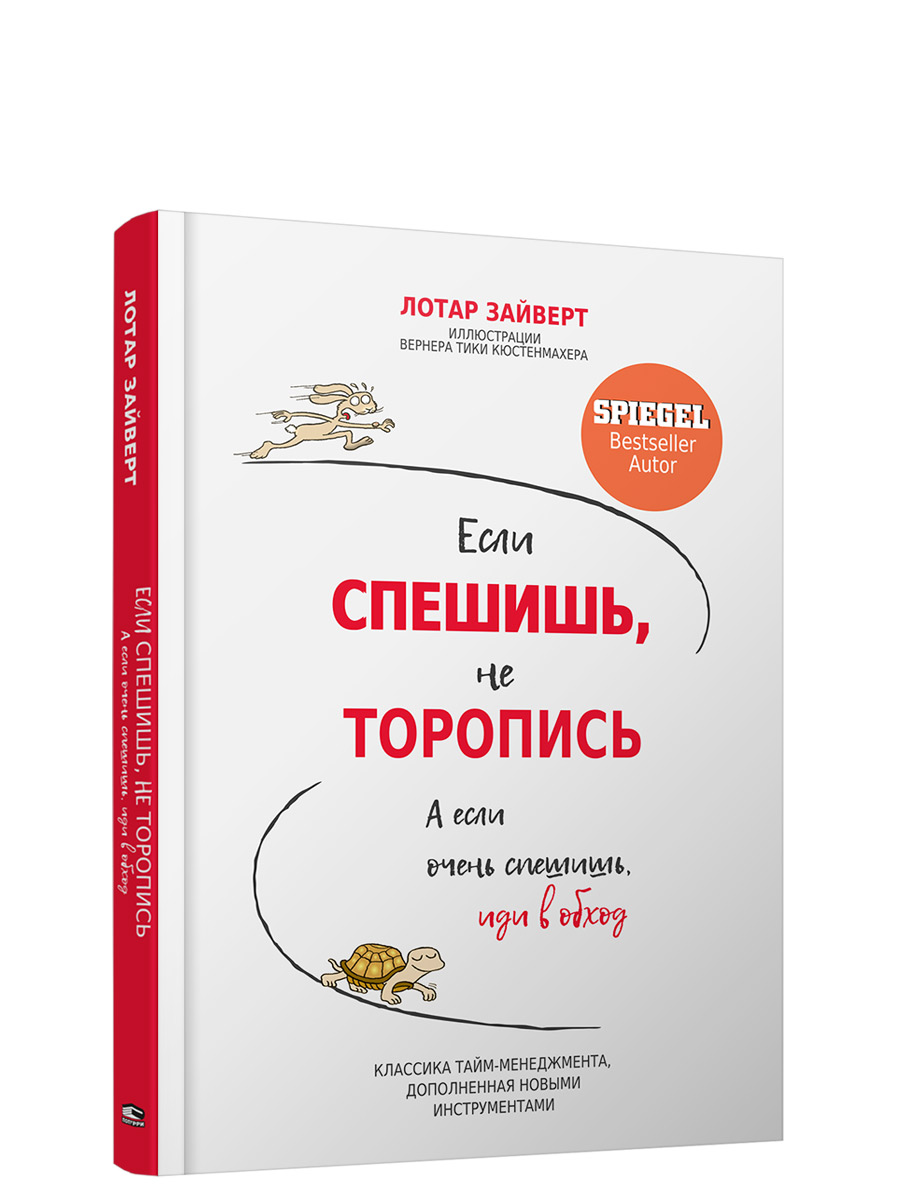 ЛОТАР ЗАЙВЕРТ
ИЛЛЮСТРАЦИИ
ВЕРНЕРА ТИКИ КЮСТЕНМАХЕРА
SPIEGEL
Bestseller
Autor
Если
СПЕШИШЬ,
не
ТОРОПИСЬ
А если
очень спешишь,
иди в обход
КЛАССИКА ТАЙМ-МЕНЕДЖМЕНТА,
ДОПОЛНЕННАЯ НОВЫМИ
ИНСТРУМЕНТАМИ
ЛОТАР ЗАЙВЕРТ
ЕСЛИ СПЕШИШЬ, НЕ ТОРОПИСЬ
А если очень спешишь, иди в обход
ПОПУРРИ